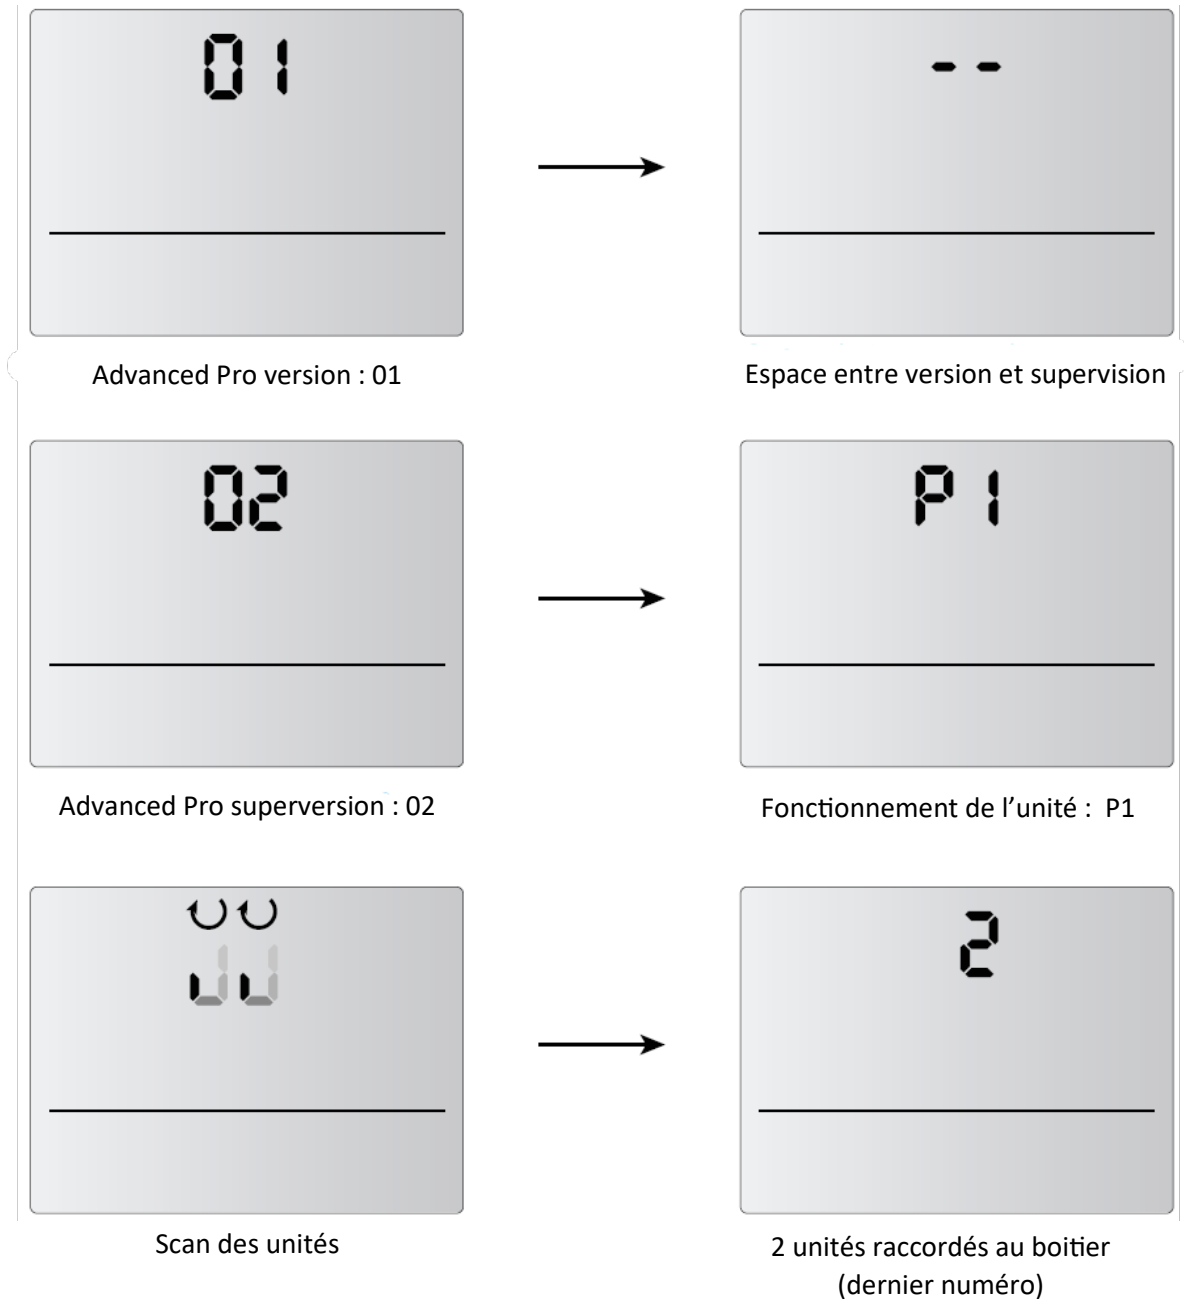 01
--
Advanced Pro version : 01
Espace entre version et supervision
02
P1
Advanced Pro superversion : 02
Fonctionnement de l’unité :  P1
2
Scan des unités
2 unités raccordés au boitier
(dernier numéro)